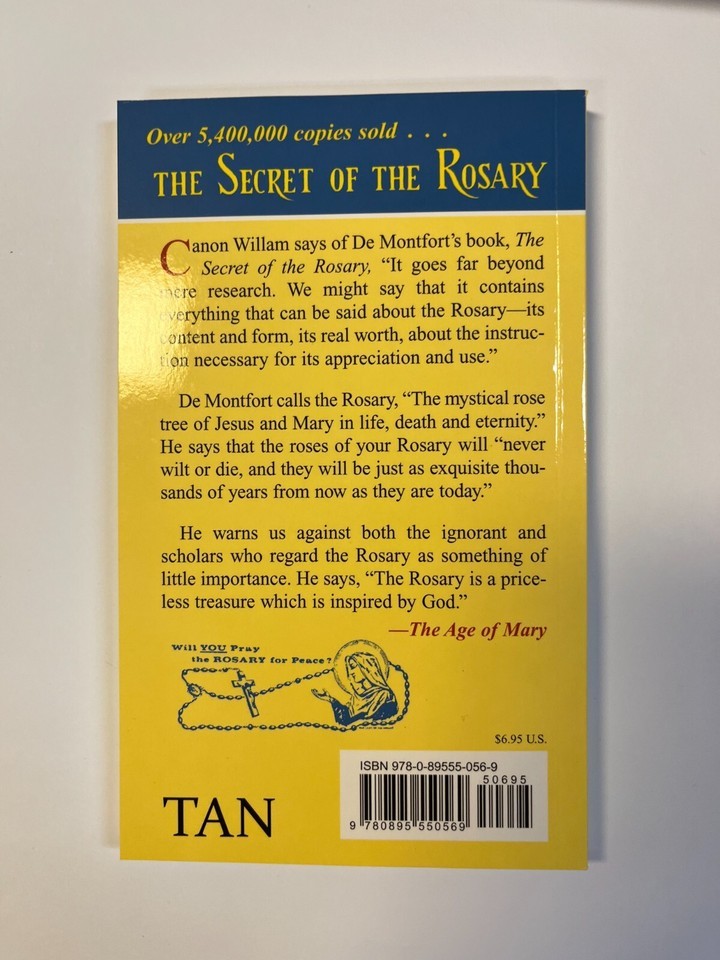 Over 5,400,000 copies sold . . .
THE SECRET OF THE ROSARY
Canon Willam says of De Montfort's book, The
Secret of the Rosary, “It goes far beyond
mere research. We might say that it contains
everything that can be said about the Rosary—its
content and form, its real worth, about the instruc-
tion necessary for its appreciation and use.”
De Montfort calls the Rosary, “The mystical rose
tree of Jesus and Mary in life, death and eternity.”
He says that the roses of your Rosary will “never
wilt or die, and they will be just as exquisite thou-
sands of years from now as they are today.”
He warns us against both the ignorant and
scholars who regard the Rosary as something of
little importance. He says, “The Rosary is a price-
less treasure which is inspired by God.”
—The Age of Mary
Will YOU Pray
the ROSARY for Peace?
$6.95 U.S.
ISBN 978-0-89555-056-9
50695
9 780895 550569
TAN